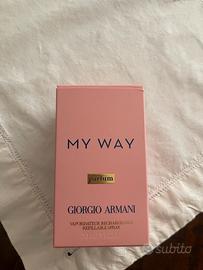 MY WAY
parfum
GIORGIO ARMANI
VAPORISATEUR RECHARGEABLE
REFILLABLE SPRAY
subito